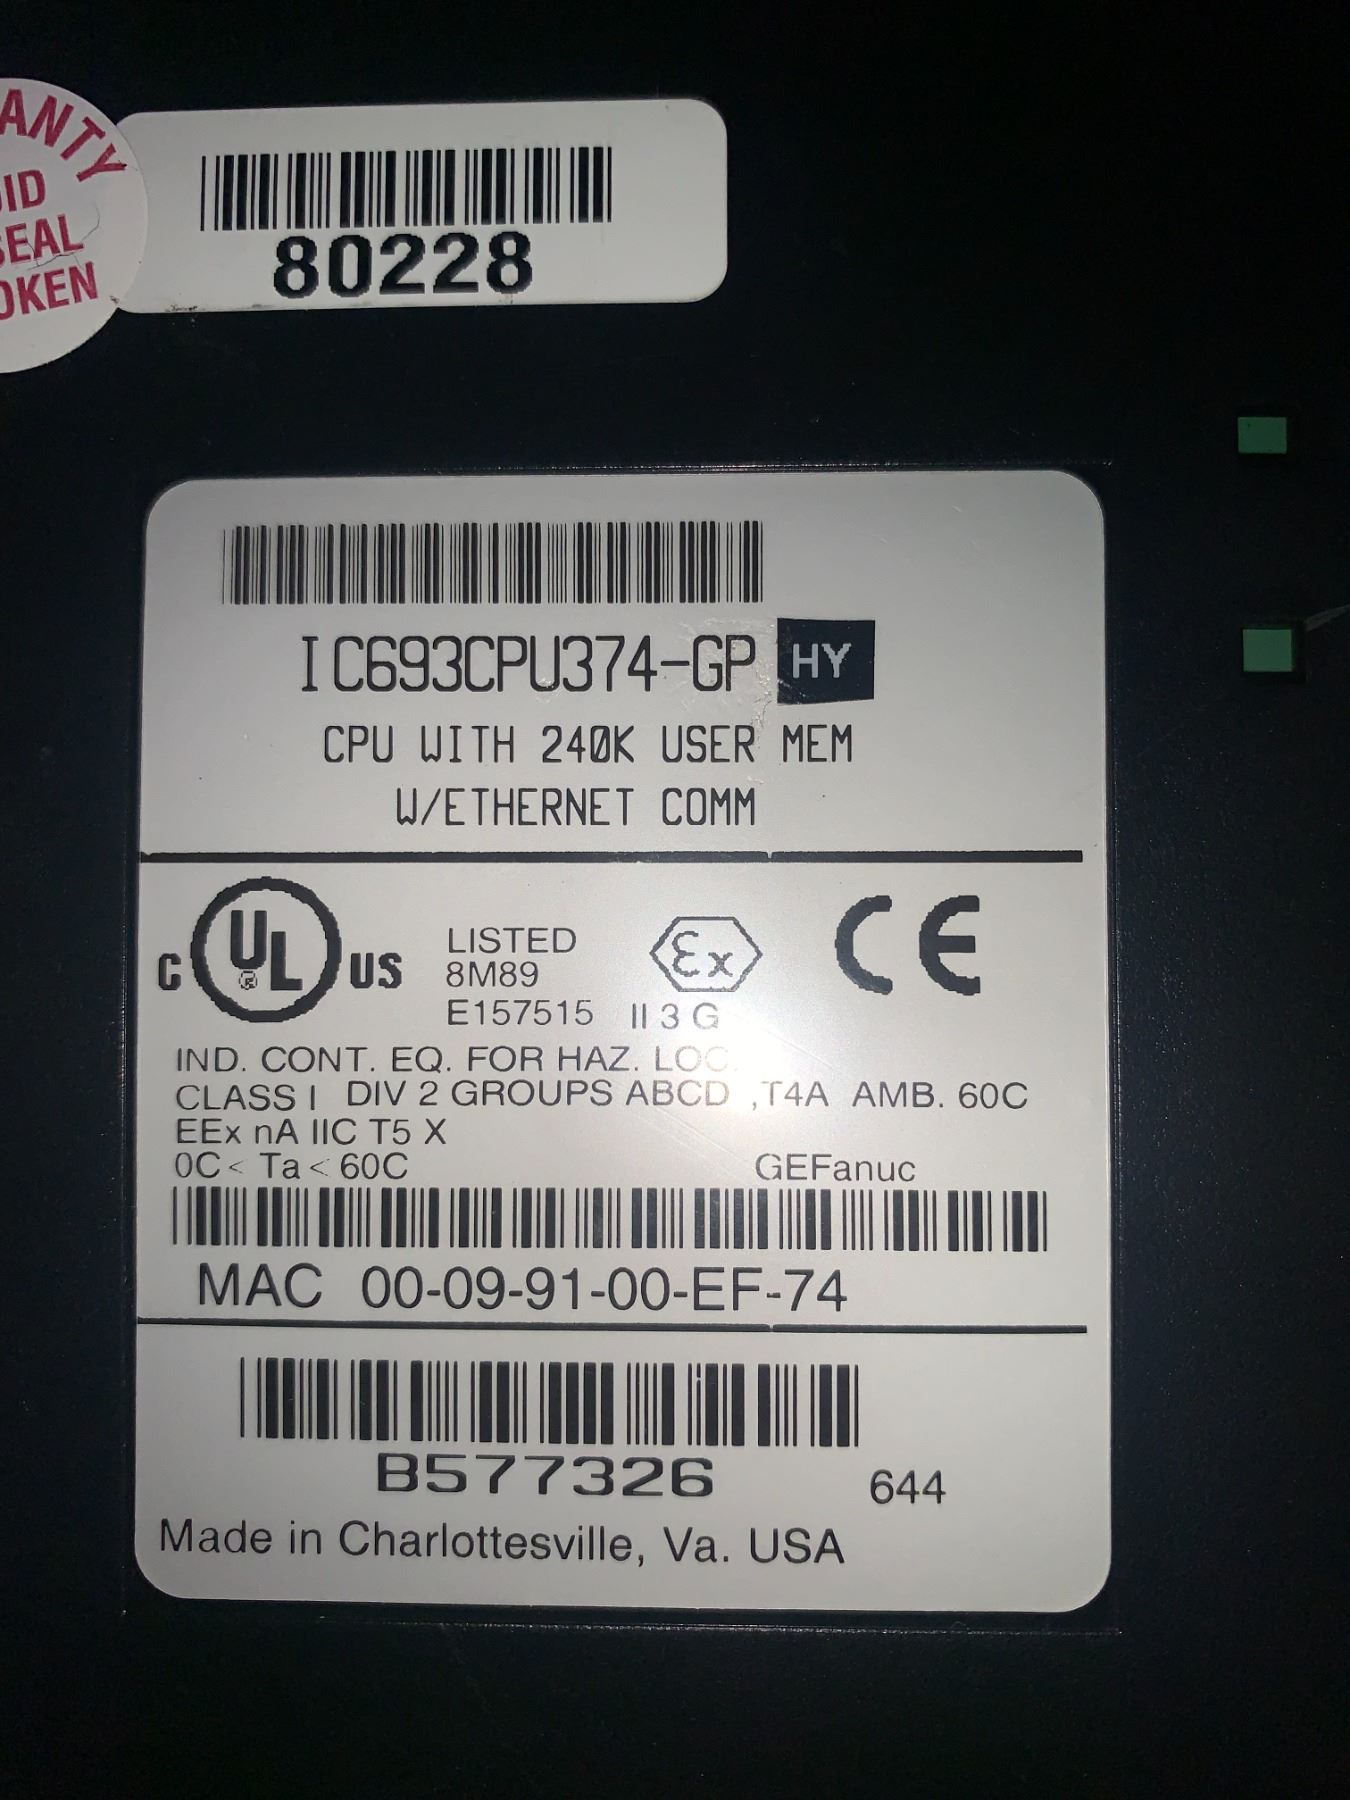 ANTY
ID
SEAL
OKEN
80228
IC693CPU374-GP HY
CPU WITH 240K USER MEM
W/ETHERNET COMM
C UL US
LISTED
8M89
E157515
Ex
II 3 G
CE
IND. CONT. EQ. FOR HAZ. LOC.
CLASS I DIV 2 GROUPS ABCD ,T4A AMB. 60C
EEx nA IIC T5 X
0C< Ta < 60C
GEFanuc
MAC 00-09-91-00-EF-74
B577326 644
Made in Charlottesville, Va. USA